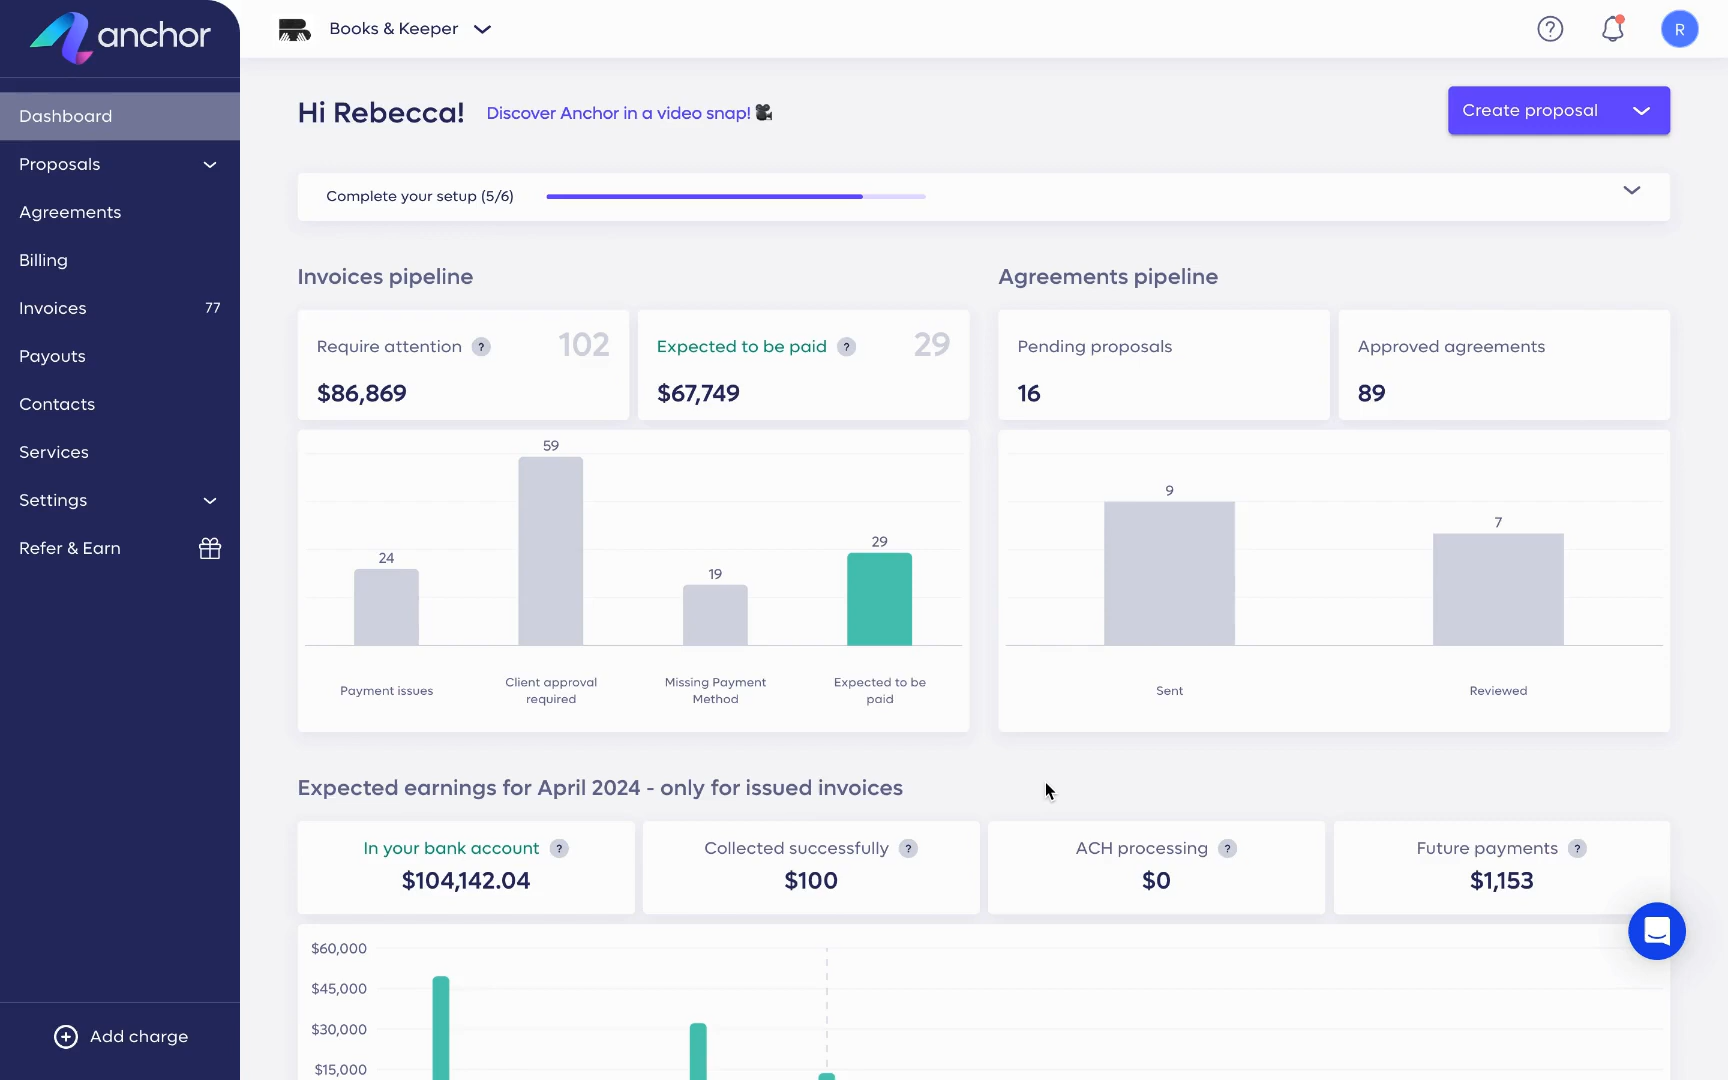 anchor
Books & Keeper
R
Dashboard
Proposals
Agreements
Billing
Invoices 77
Payouts
Contacts
Services
Settings
Refer & Earn
Add charge
Hi Rebecca! Discover Anchor in a video snap!
Create proposal
Complete your setup (5/6)
Invoices pipeline
Require attention ? 102
$86,869
Expected to be paid ? 29
$67,749
59
29
19
24
Payment issues
Client approval
required
Missing Payment
Method
Expected to be
paid
Agreements pipeline
Pending proposals
16
Approved agreements
89
9
7
Sent
Reviewed
Expected earnings for April 2024 - only for issued invoices
In your bank account ?
$104,142.04
Collected successfully ?
$100
ACH processing ?
$0
Future payments ?
$1,153
$60,000
$45,000
$30,000
$15,000